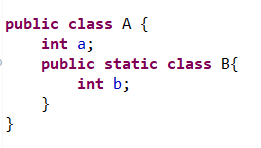 public class A {
    int a;
    public static class B{
        int b;
    }
}